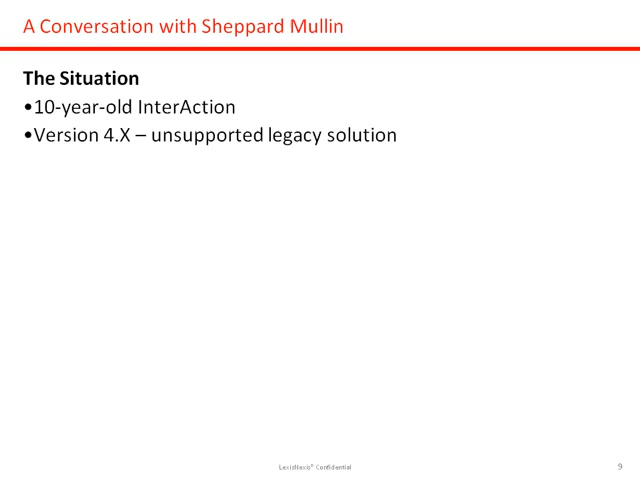 A Conversation with Sheppard Mullin
The Situation
•10-year-old InterAction
•Version 4.X – unsupported legacy solution
LexisNexis® Confidential
9